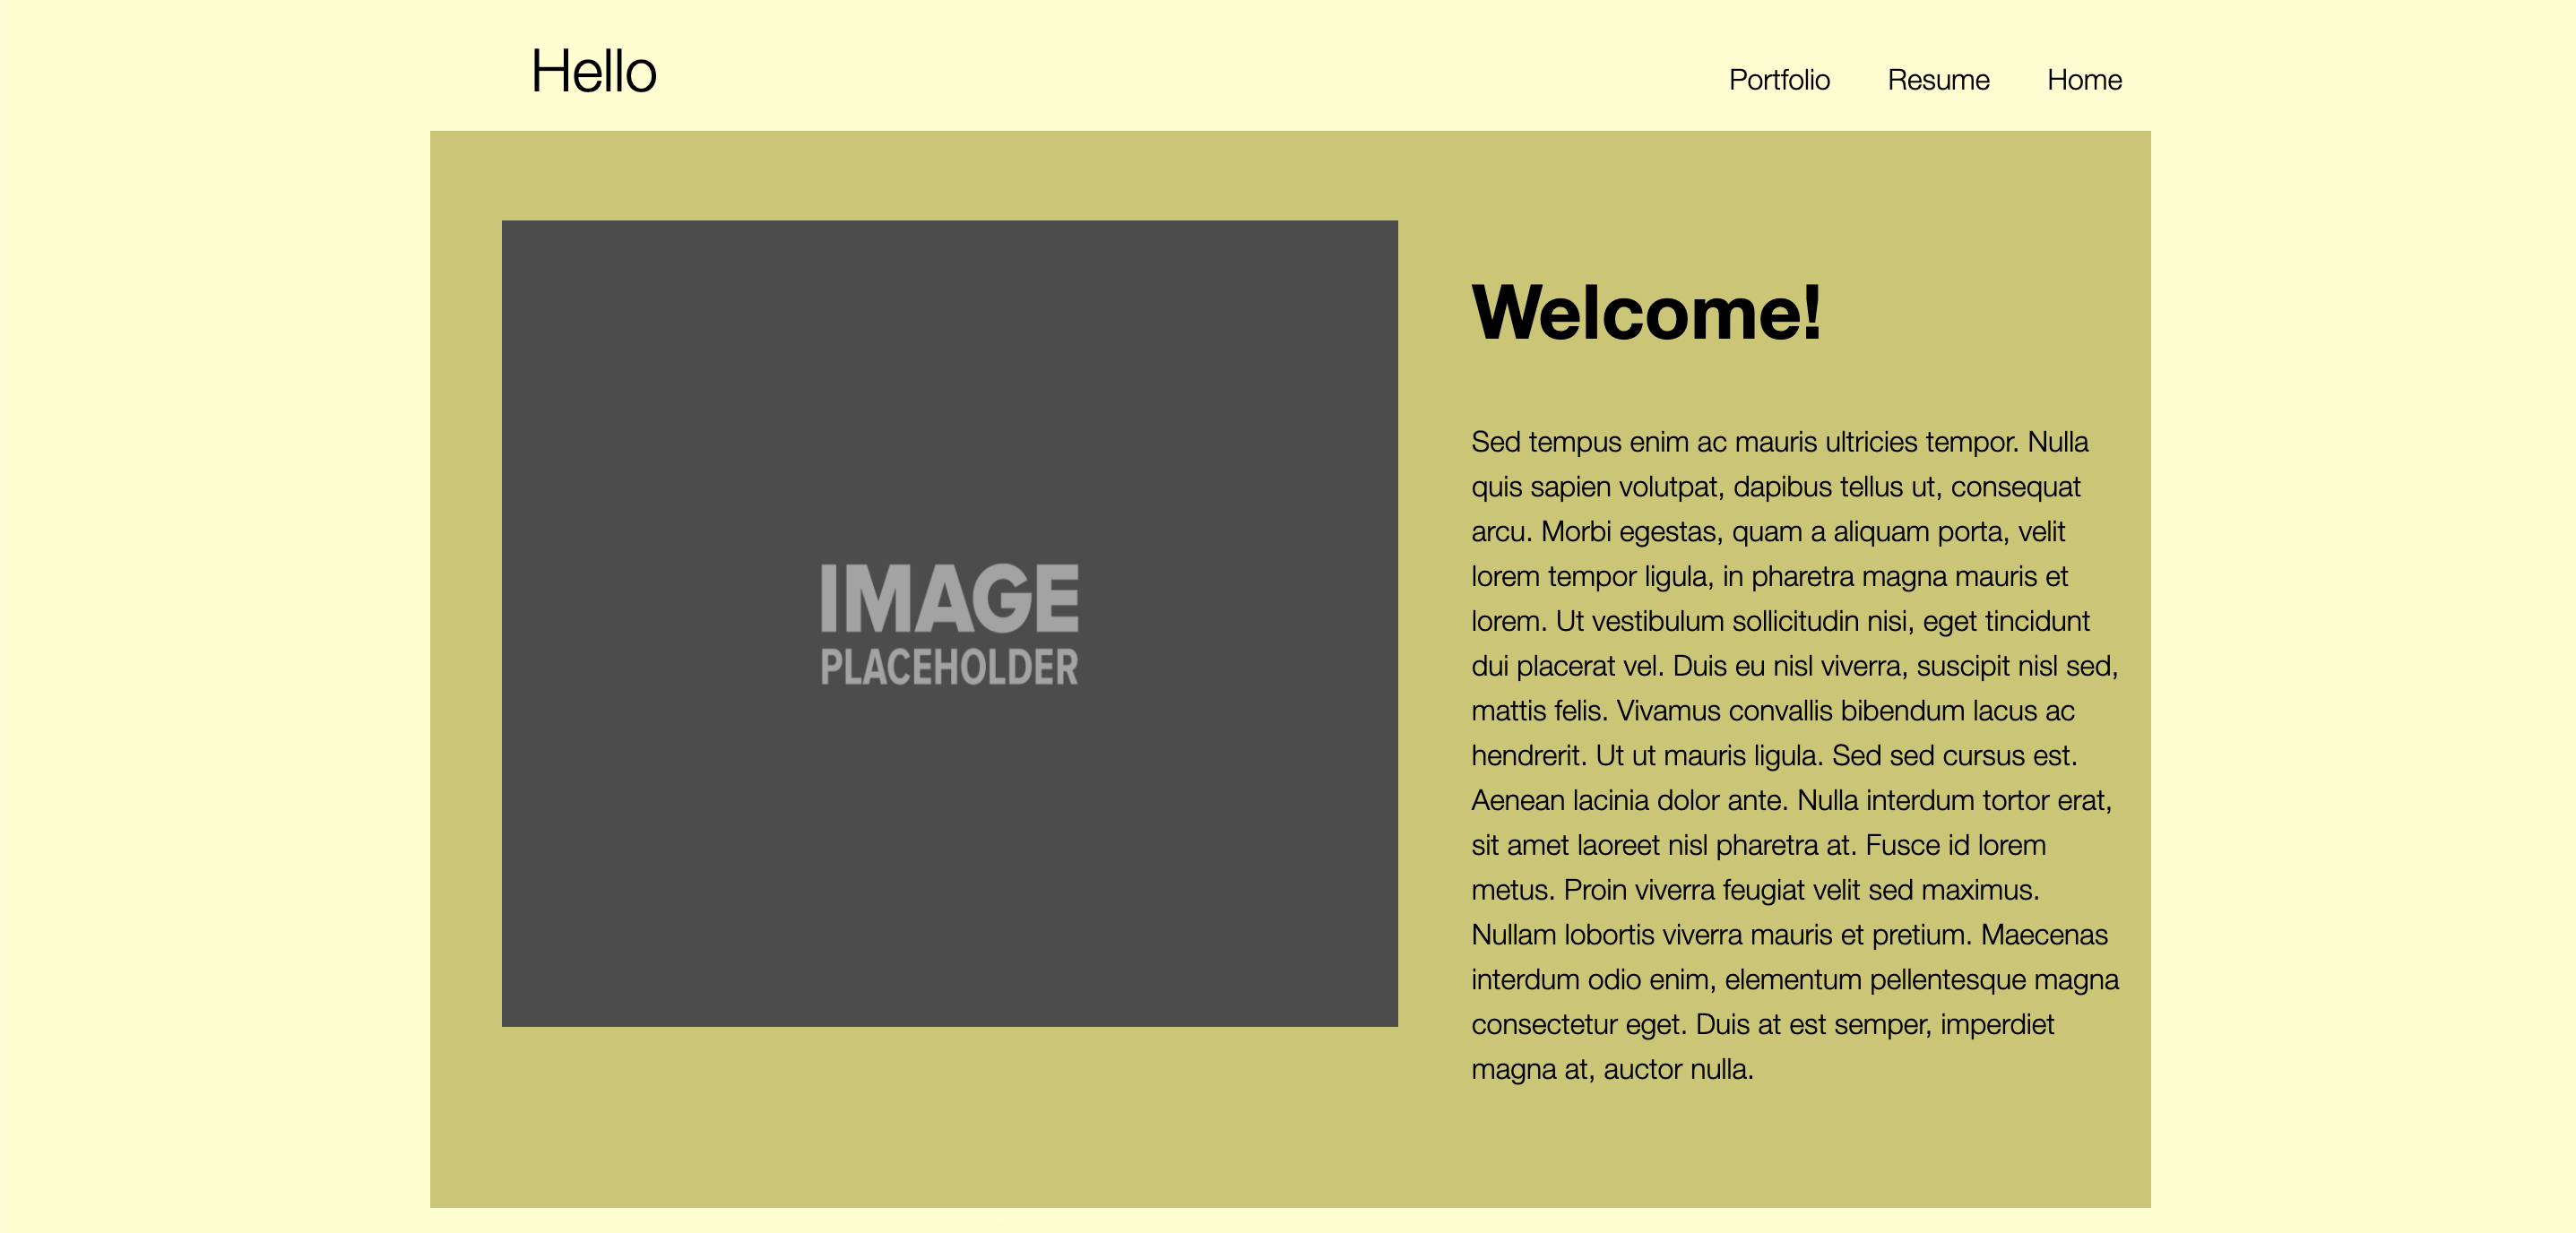 Hello
Portfolio Resume Home
IMAGE
PLACEHOLDER
Welcome!
Sed tempus enim ac mauris ultricies tempor. Nulla
quis sapien volutpat, dapibus tellus ut, consequat
arcu. Morbi egestas, quam a aliquam porta, velit
lorem tempor ligula, in pharetra magna mauris et
lorem. Ut vestibulum sollicitudin nisi, eget tincidunt
dui placerat vel. Duis eu nisl viverra, suscipit nisl sed,
mattis felis. Vivamus convallis bibendum lacus ac
hendrerit. Ut ut mauris ligula. Sed sed cursus est.
Aenean lacinia dolor ante. Nulla interdum tortor erat,
sit amet laoreet nisl pharetra at. Fusce id lorem
metus. Proin viverra feugiat velit sed maximus.
Nullam lobortis viverra mauris et pretium. Maecenas
interdum odio enim, elementum pellentesque magna
consectetur eget. Duis at est semper, imperdiet
magna at, auctor nulla.